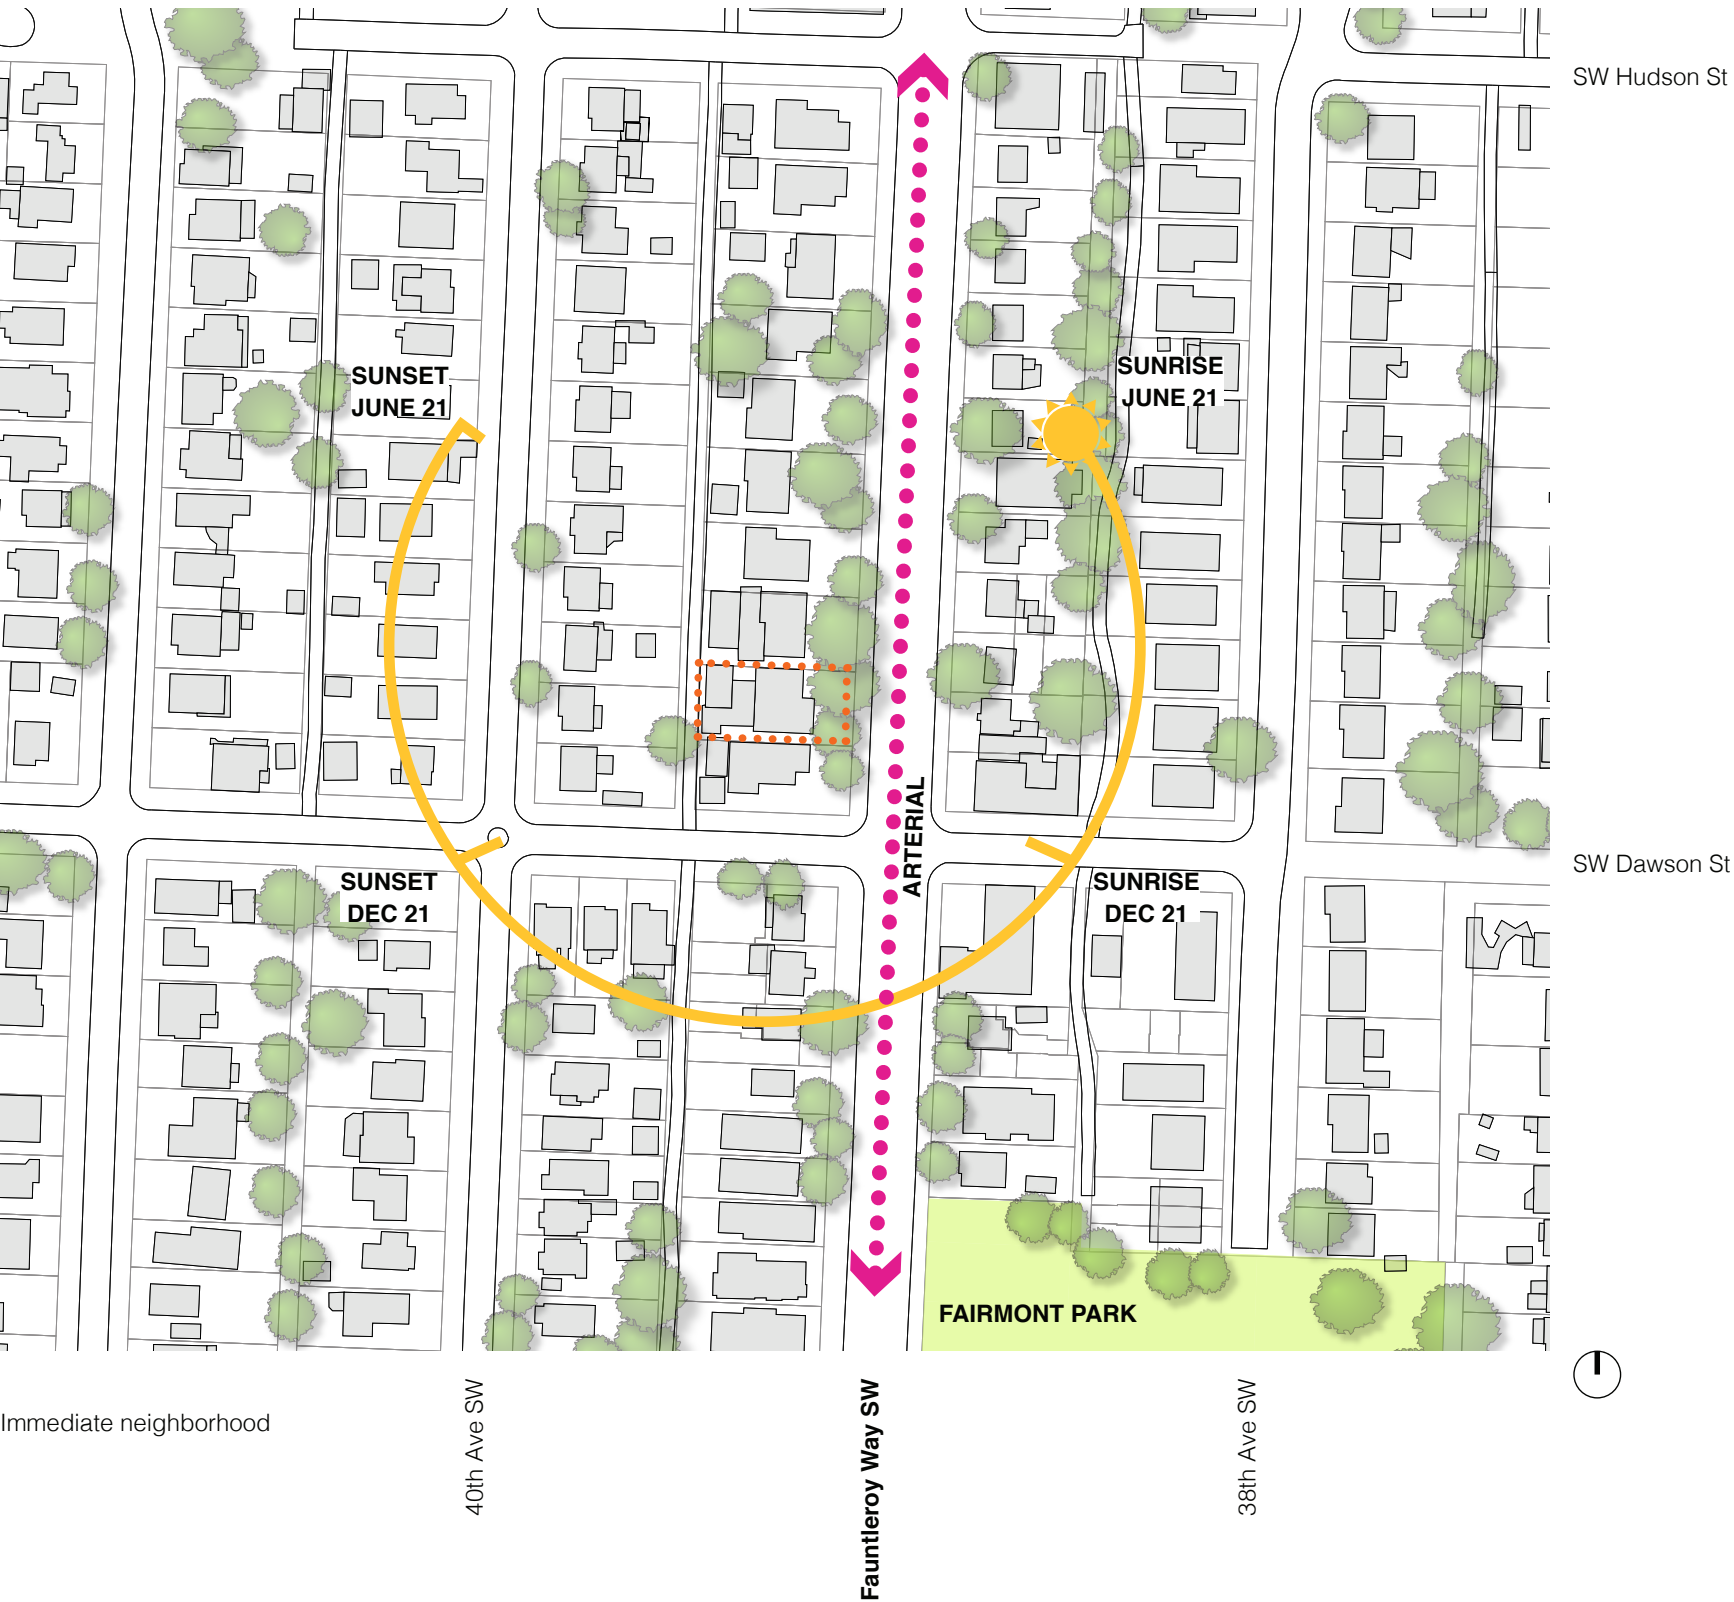 SW Hudson St
SUNSET
JUNE 21
SUNRISE
JUNE 21
ARTERIAL
SW Dawson St
SUNSET
DEC 21
SUNRISE
DEC 21
FAIRMONT PARK
Immediate neighborhood
40th Ave SW
Fauntleroy Way SW
38th Ave SW